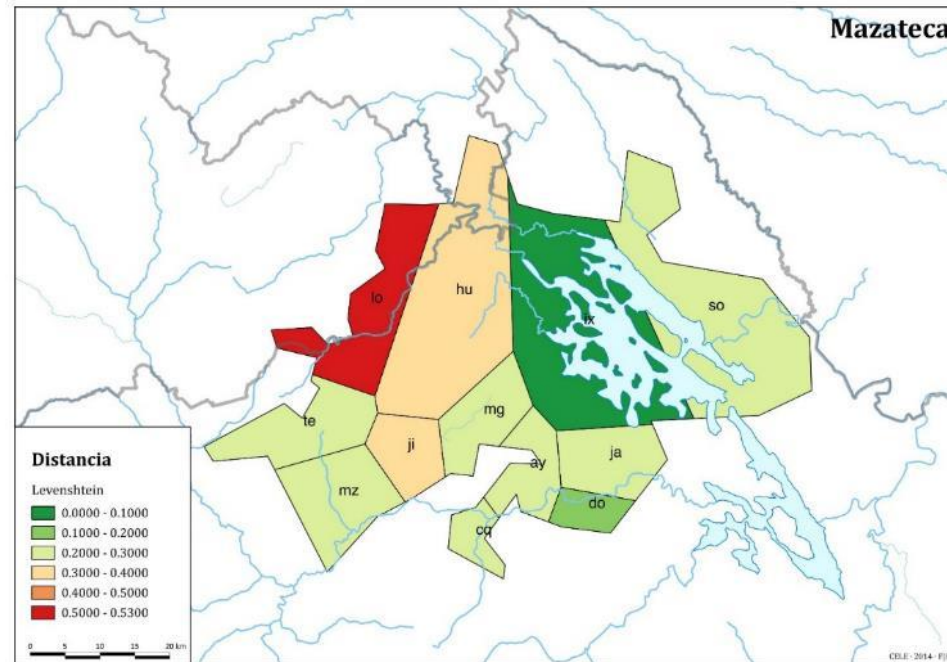 Mazateca
lo
hu
ix
so
te
ji
mg
mz
ay
ja
do
cq
Distancia
Levenshtein
0.0000 - 0.1000
0.1000 - 0.2000
0.2000 - 0.3000
0.3000 - 0.4000
0.4000 - 0.5000
0.5000 - 0.5300
0 5 10 15 20 km
CELE - 2014 -